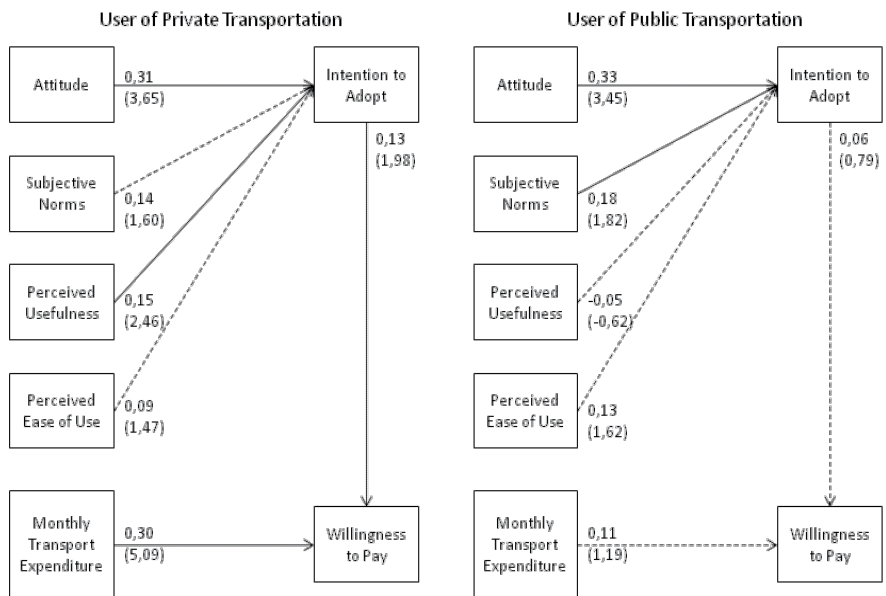 User of Private Transportation
Attitude
0,31
(3,65)
Intention to
Adopt
0,13
(1,98)
Subjective
Norms
0,14
(1,60)
Perceived
Usefulness
0,15
(2,46)
Perceived
Ease of Use
0,09
(1,47)
Monthly
Transport
Expenditure
0,30
(5,09)
Willingness
to Pay
User of Public Transportation
Attitude
0,33
(3,45)
Intention to
Adopt
0,06
(0,79)
Subjective
Norms
0,18
(1,82)
Perceived
Usefulness
-0,05
(-0,62)
Perceived
Ease of Use
0,13
(1,62)
Monthly
Transport
Expenditure
0,11
(1,19)
Willingness
to Pay